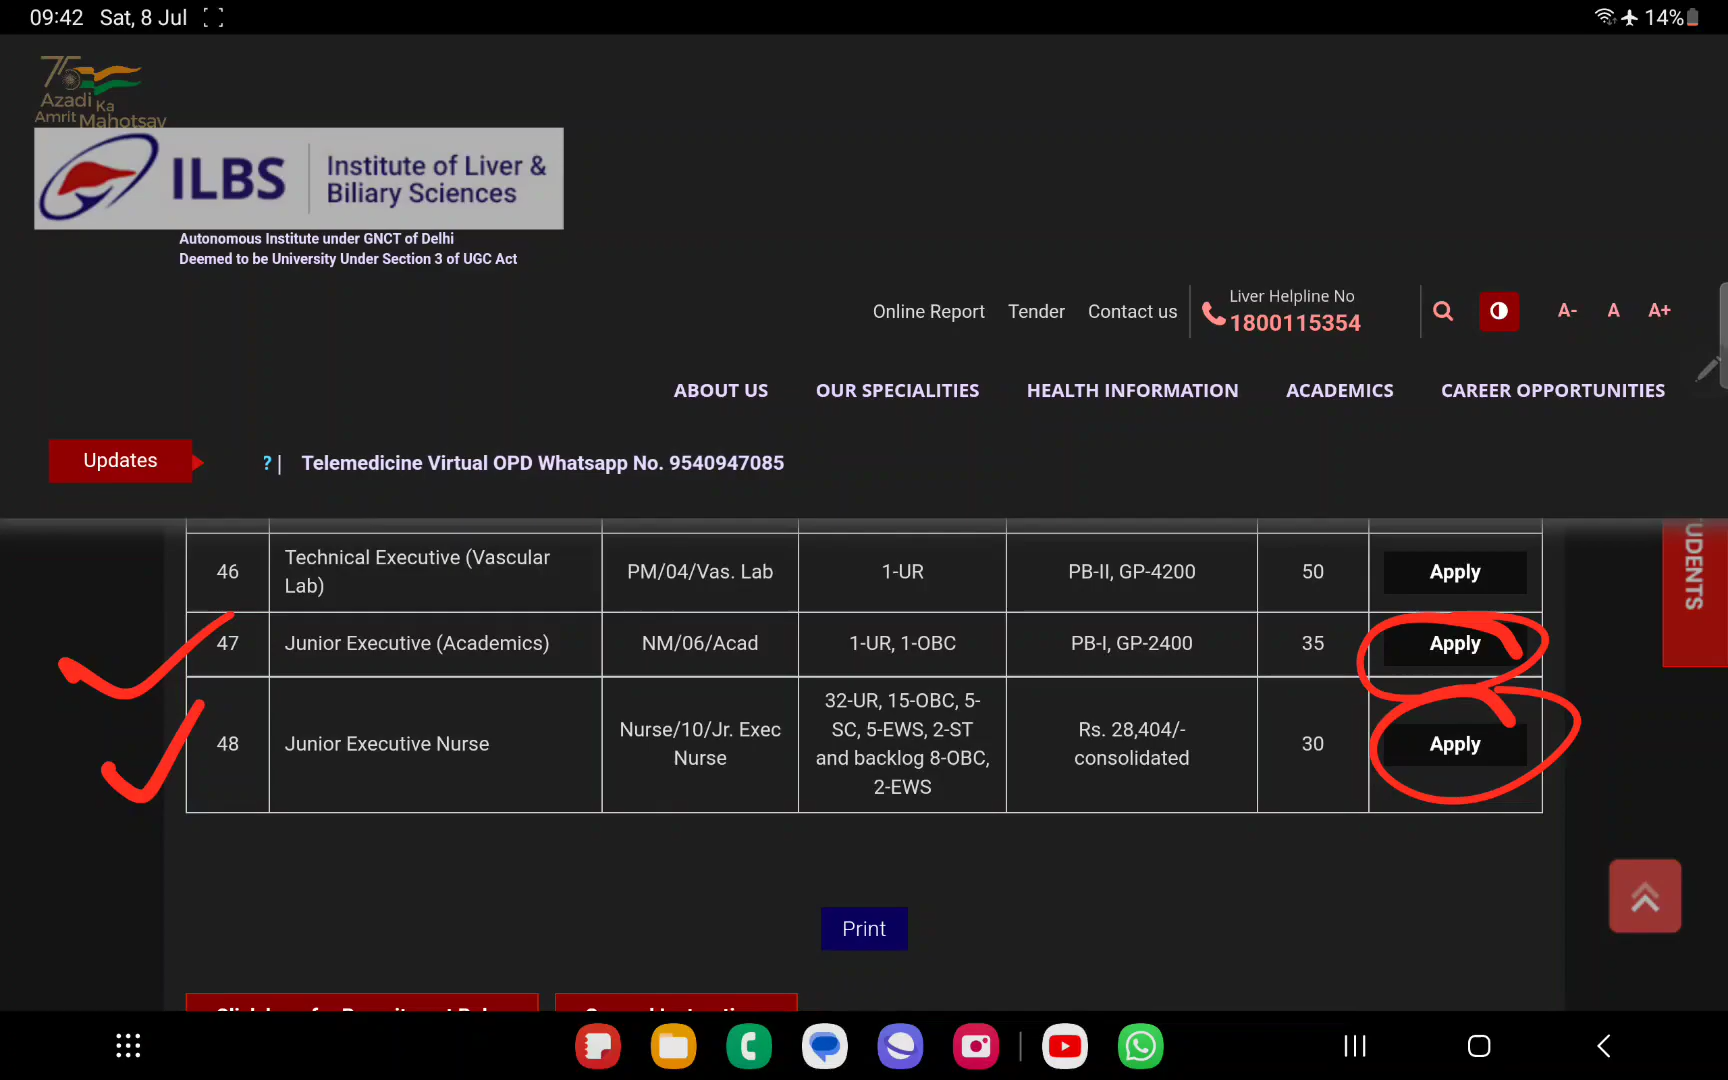 09:42 Sat, 8 Jul
14%
75
Azadi Ka
Amrit Mahotsav
ILBS
Institute of Liver &
Biliary Sciences
Autonomous Institute under GNCT of Delhi
Deemed to be University Under Section 3 of UGC Act
Online Report Tender Contact us
Liver Helpline No
1800115354
A- A A+
ABOUT US OUR SPECIALITIES HEALTH INFORMATION ACADEMICS CAREER OPPORTUNITIES
Updates
? | Telemedicine Virtual OPD Whatsapp No. 9540947085
46 Technical Executive (Vascular
Lab) PM/04/Vas. Lab 1-UR PB-II, GP-4200 50 Apply
47 Junior Executive (Academics) NM/06/Acad 1-UR, 1-OBC PB-I, GP-2400 35 Apply
48 Junior Executive Nurse
Nurse/10/Jr. Exec
Nurse
32-UR, 15-OBC, 5-
SC, 5-EWS, 2-ST
and backlog 8-OBC,
2-EWS
Rs. 28,404/-
consolidated
30 Apply
Print